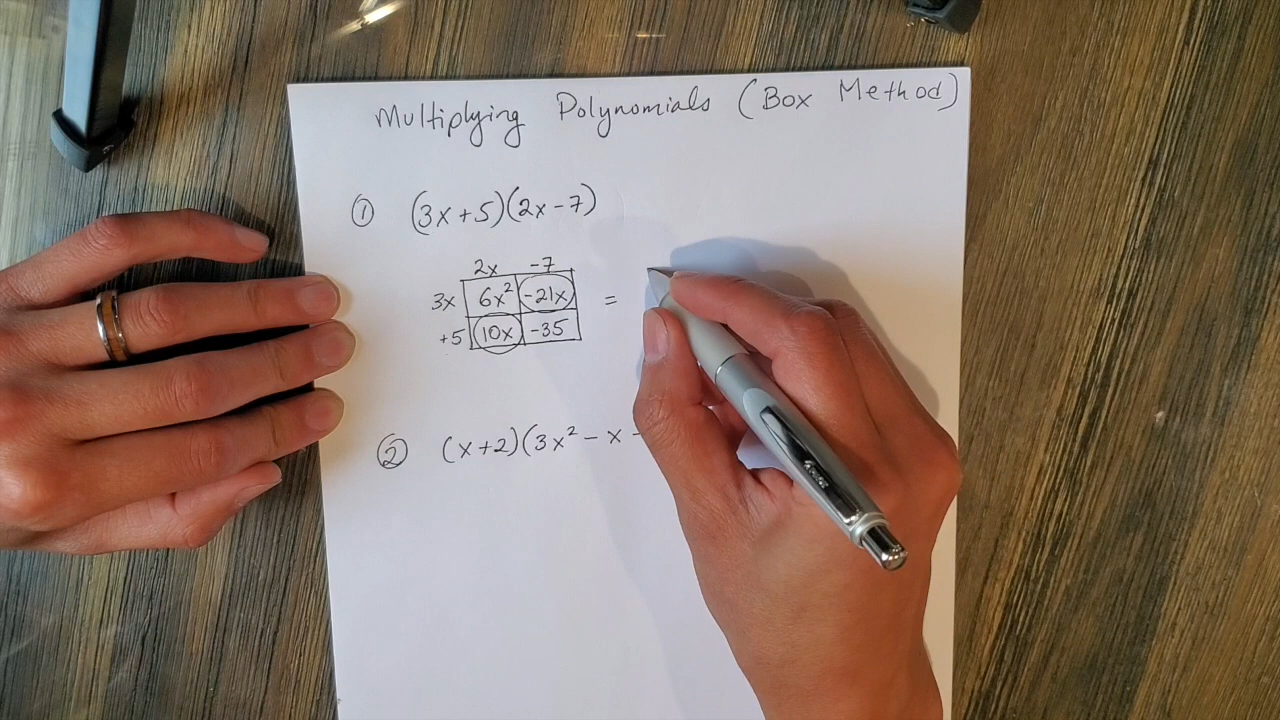 Multiplying Polynomials (Box Method)
① (3x+5)(2x-7)
2x -7
3x 6x² -21x =
+5 10x -35
② (x+2)(3x² - x -